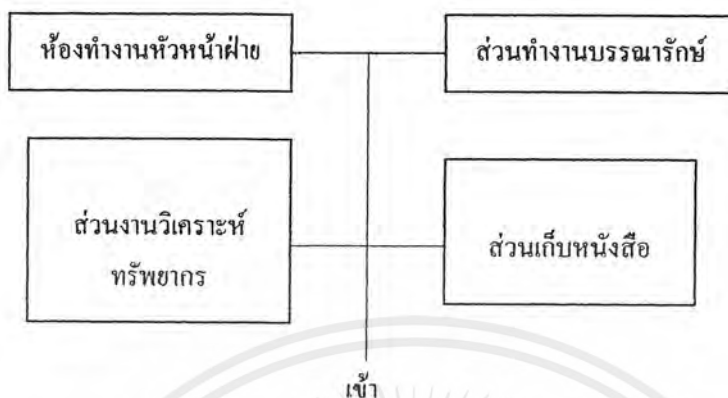 ห้องทำงานหัวหน้าฝ่าย
ส่วนทำงานบรรณารักษ์
ส่วนงานวิเคราะห์
ทรัพยากร
ส่วนเก็บหนังสือ
เข้า